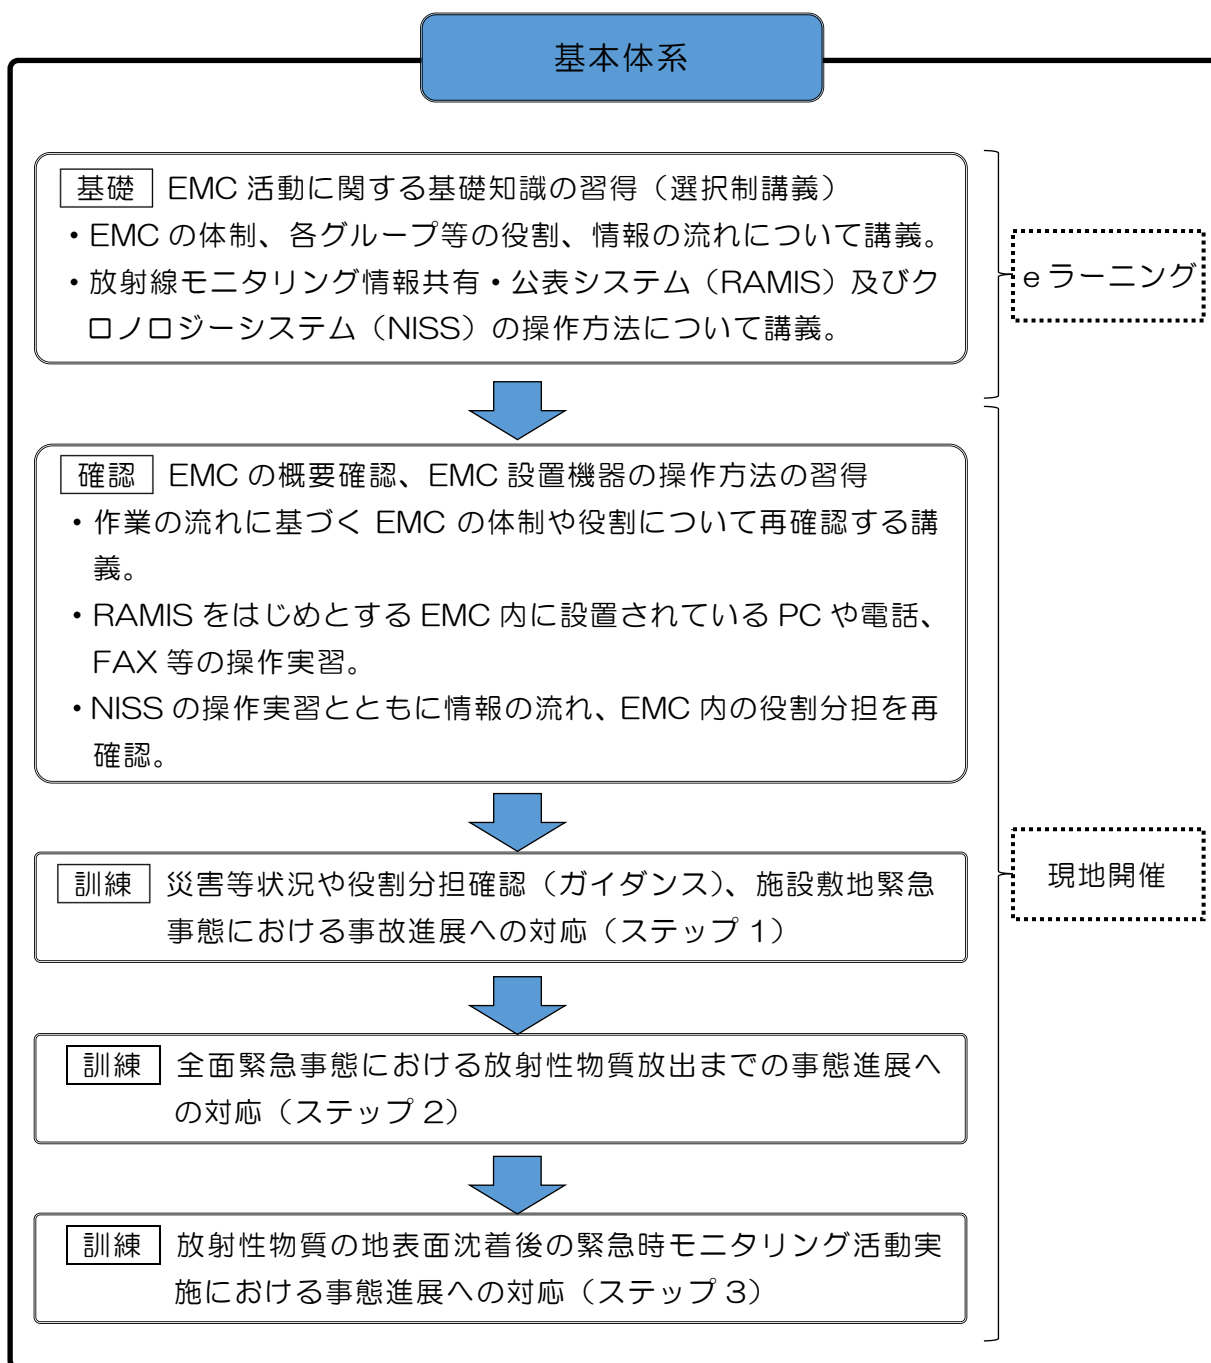 基本体系
基礎 EMC 活動に関する基礎知識の習得（選択制講義）
・EMC の体制、各グループ等の役割、情報の流れについて講義。
・放射線モニタリング情報共有・公表システム（RAMIS）及びク
ロノロジーシステム（NISS）の操作方法について講義。
e ラーニング
確認 EMC の概要確認、EMC 設置機器の操作方法の習得
・作業の流れに基づく EMC の体制や役割について再確認する講
義。
・RAMIS をはじめとする EMC 内に設置されている PC や電話、
FAX 等の操作実習。
・NISS の操作実習とともに情報の流れ、EMC 内の役割分担を再
確認。
訓練 災害等状況や役割分担確認（ガイダンス）、施設敷地緊急
事態における事故進展への対応（ステップ 1）
現地開催
訓練 全面緊急事態における放射性物質放出までの事態進展へ
の対応（ステップ 2）
訓練 放射性物質の地表面沈着後の緊急時モニタリング活動実
施における事態進展への対応（ステップ 3）